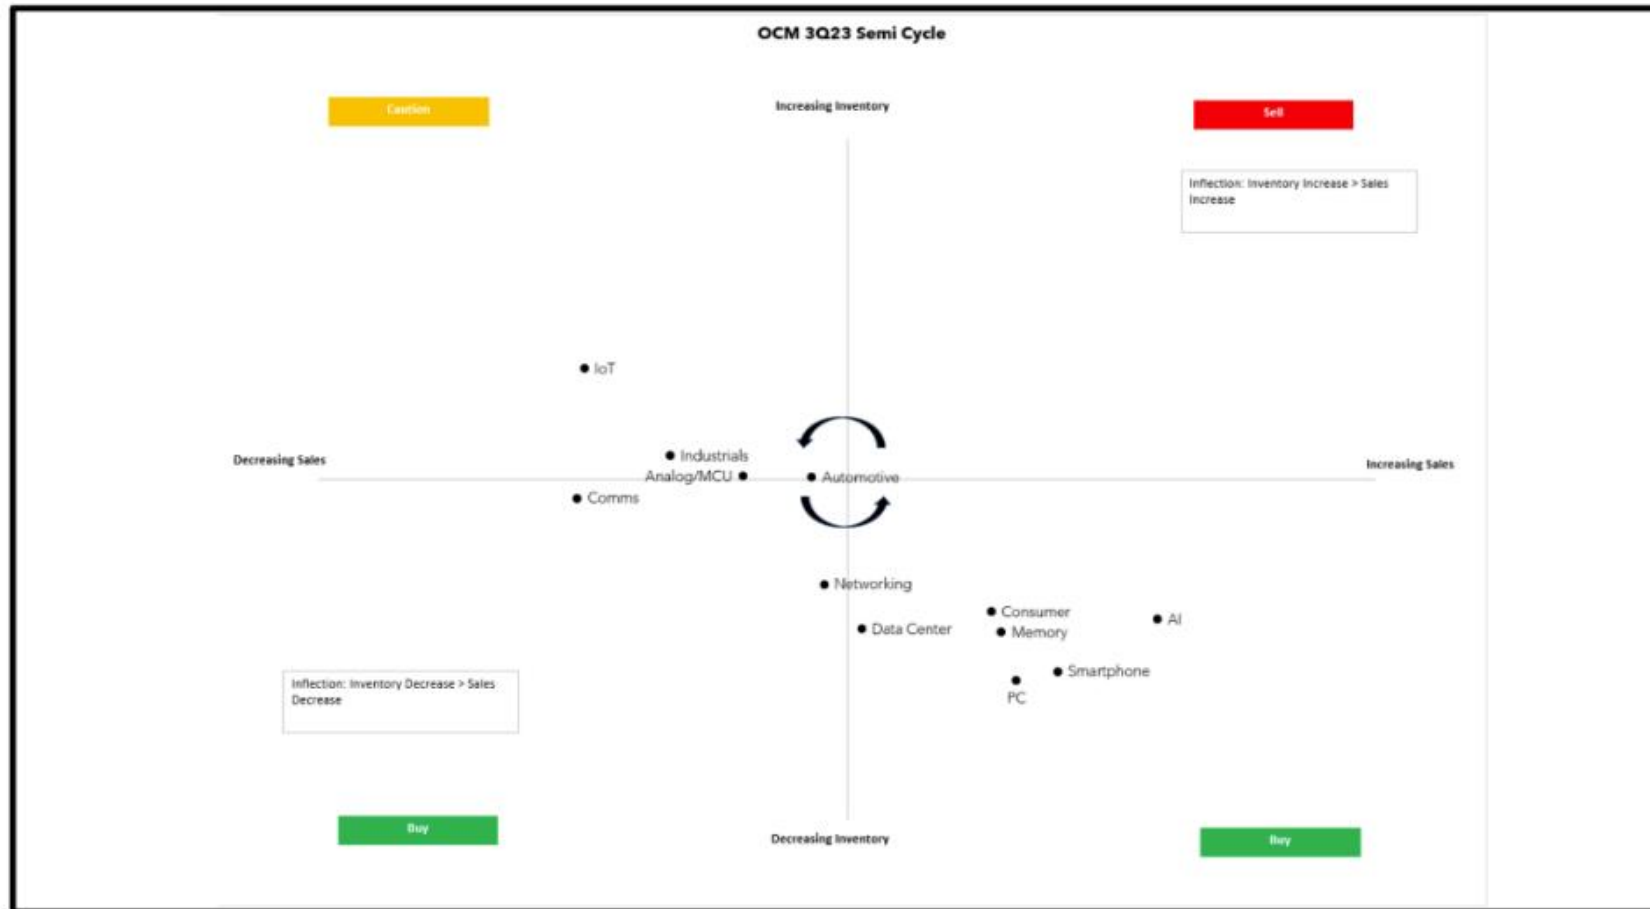 OCM 3Q23 Semi Cycle
Caution
Increasing Inventory
Sell
Inflection: Inventory Increase > Sales
Increase
IoT
Industrials
Decreasing Sales
Increasing Sales
Analog/MCU
Automotive
Comms
Networking
Consumer
AI
Data Center
Memory
Smartphone
PC
Inflection: Inventory Decrease > Sales
Decrease
Buy
Decreasing Inventory
Buy